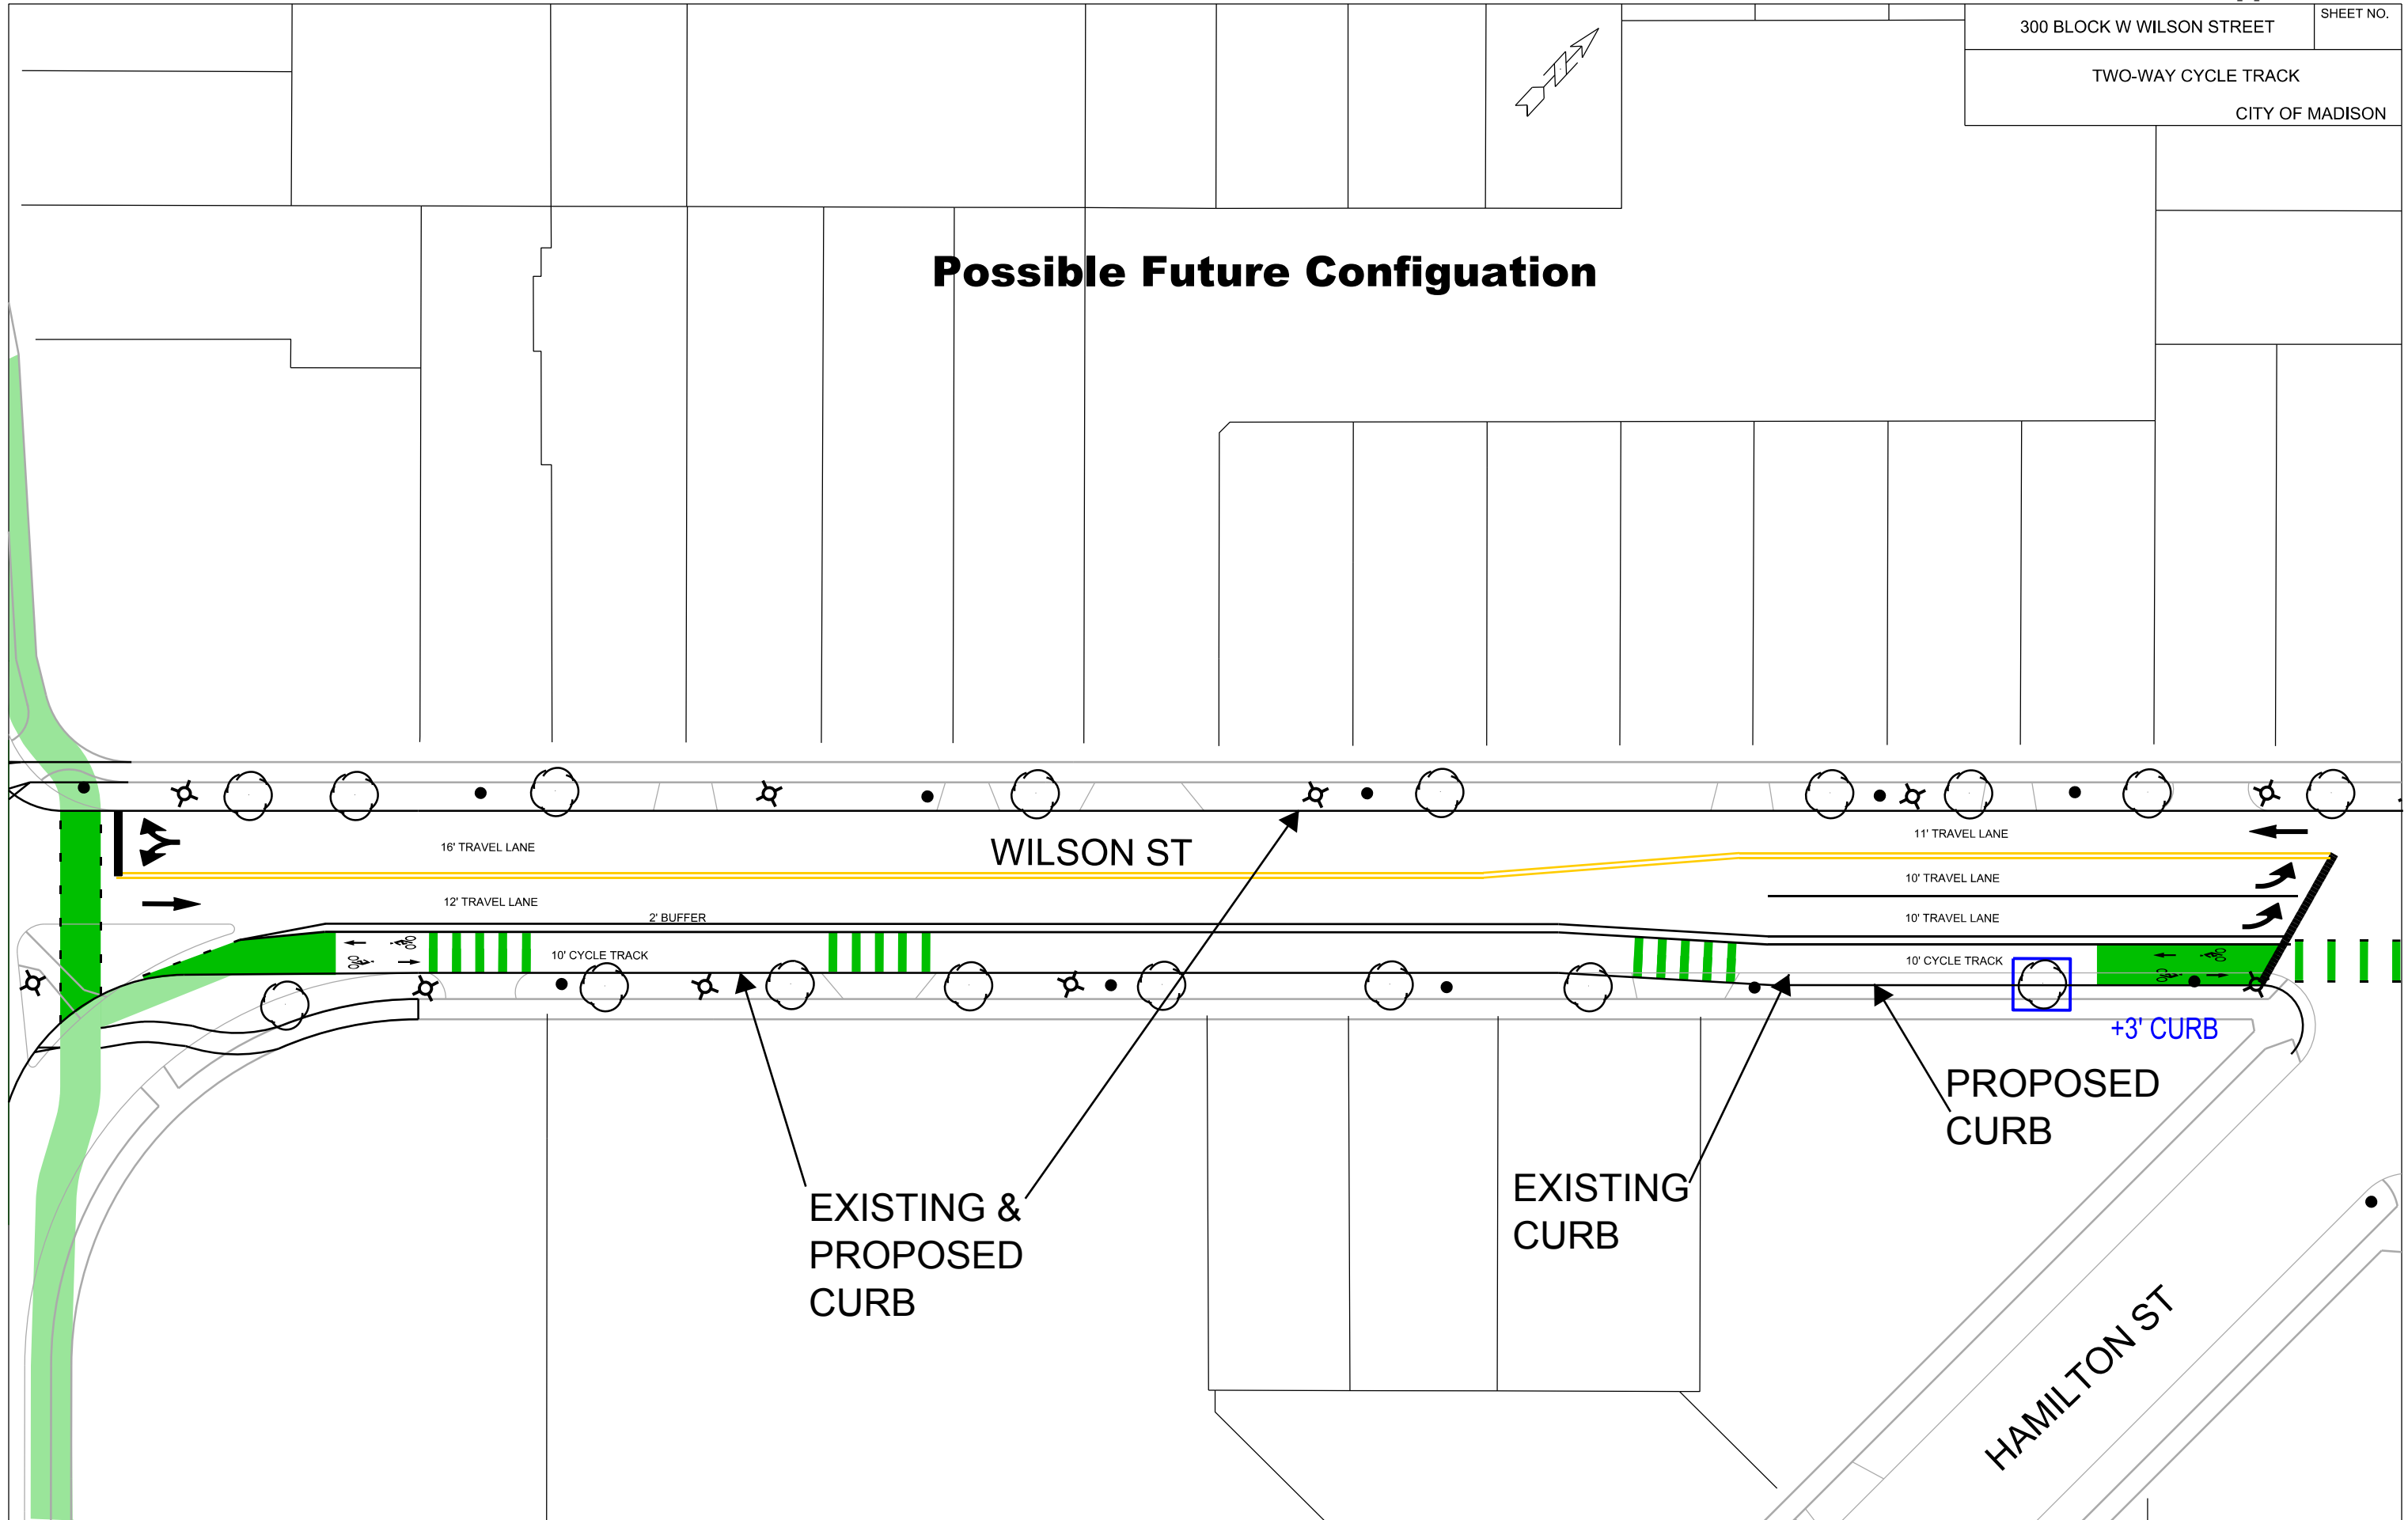 300 BLOCK W WILSON STREET
SHEET NO.
TWO-WAY CYCLE TRACK
CITY OF MADISON
Possible Future Configuation
16' TRAVEL LANE
WILSON ST
11' TRAVEL LANE
10' TRAVEL LANE
12' TRAVEL LANE
2' BUFFER
10' TRAVEL LANE
10' CYCLE TRACK
10' CYCLE TRACK
+3' CURB
PROPOSED
CURB
EXISTING &
PROPOSED
CURB
EXISTING
CURB
HAMILTON ST